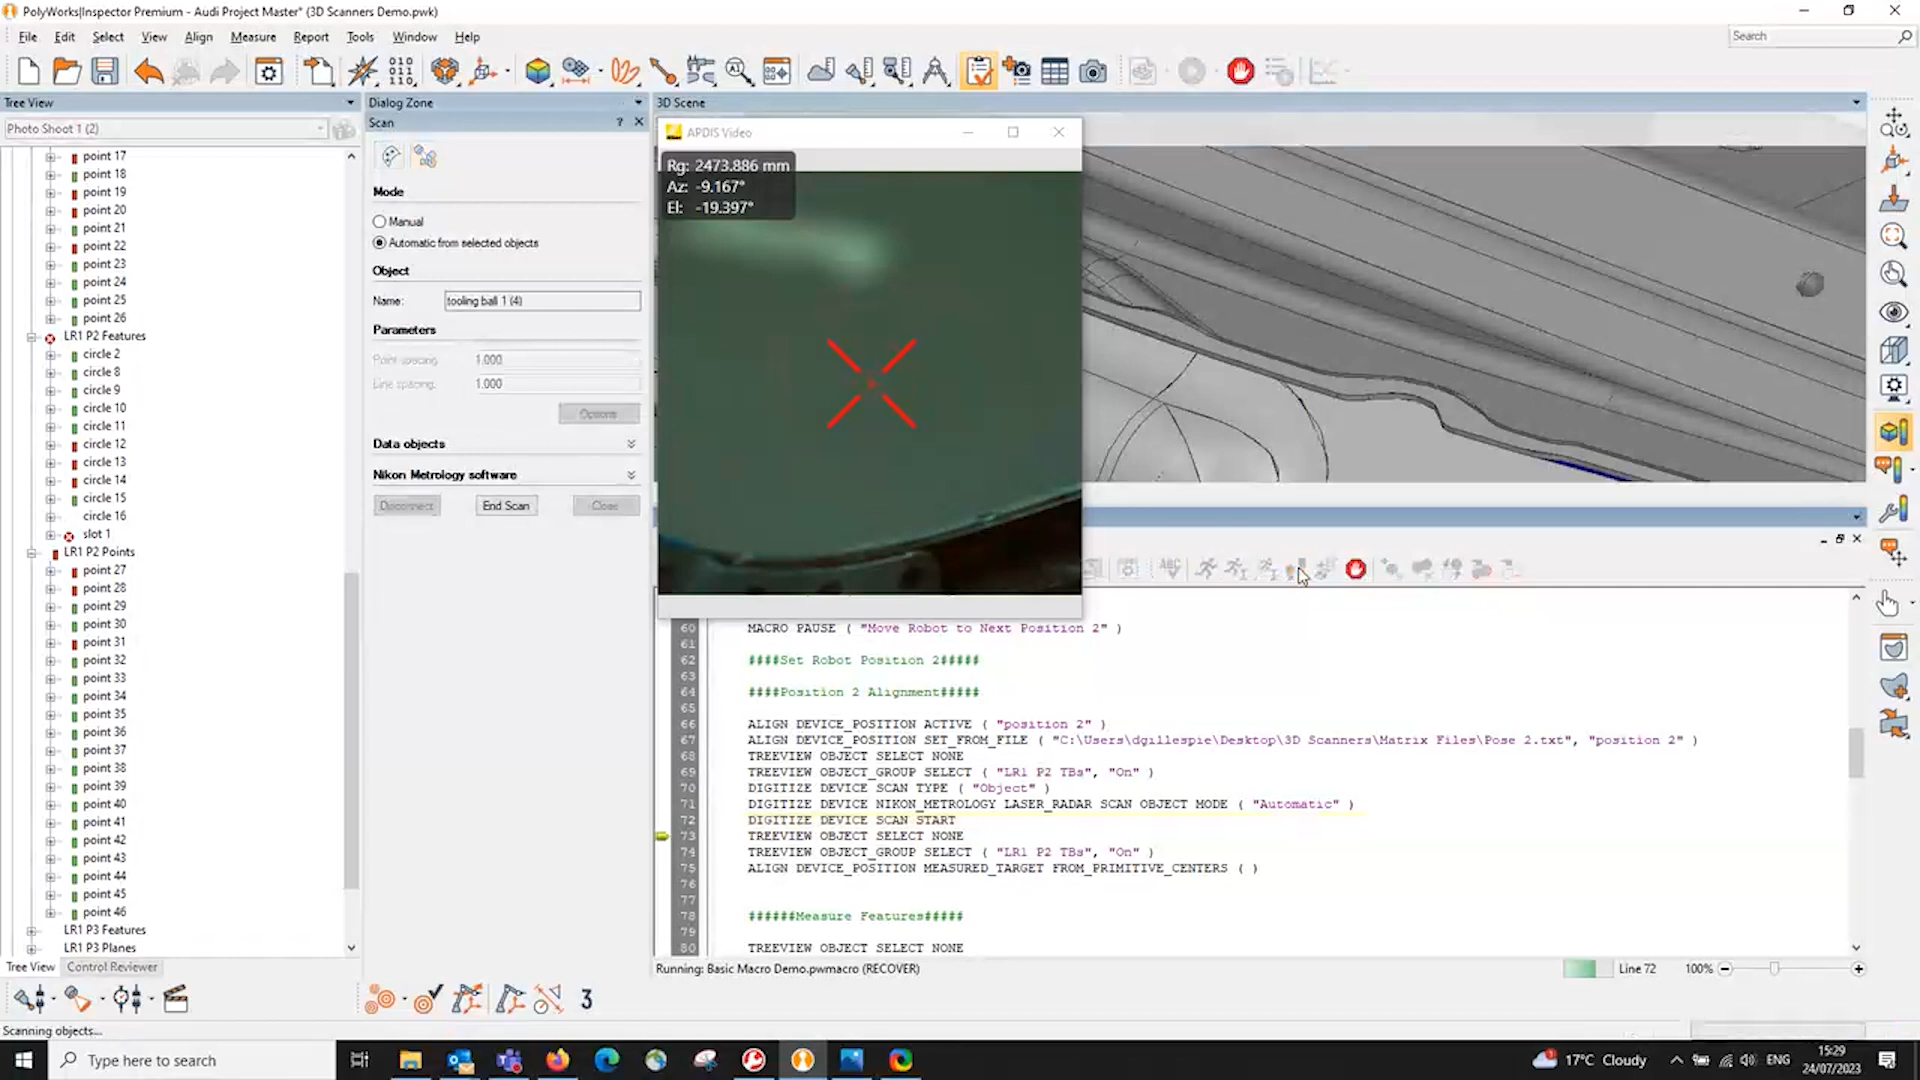 PolyWorks|Inspector Premium - Audi Project Master* (3D Scanners Demo.pwk)
File Edit Select View Align Measure Report Tools Window Help
Search
Tree View
Dialog Zone
3D Scene
Photo Shoot 1 (2)
Scan
?
point 17
point 18
point 19
point 20
point 21
point 22
point 23
point 24
point 25
point 26
LR1 P2 Features
circle 2
circle 8
circle 9
circle 10
circle 11
circle 12
circle 13
circle 14
circle 15
circle 16
slot 1
LR1 P2 Points
point 27
point 28
point 29
point 30
point 31
point 32
point 33
point 34
point 35
point 36
point 37
point 38
point 39
point 40
point 41
point 42
point 43
point 44
point 45
point 46
LR1 P3 Features
LR1 P3 Planes
Tree View Control Reviewer
Mode
Manual
Automatic from selected objects
Object
Name: tooling ball 1 (4)
Parameters
Point spacing: 1.000
Line spacing: 1.000
Options
Data objects
Nikon Metrology software
Disconnect End Scan Close
APDIS Video
Rg: 2473.886 mm
Az: -9.167°
El: -19.397°
60 MACRO PAUSE ( "Move Robot to Next Position 2" )
61
62 ####Set Robot Position 2#####
63
64 ####Position 2 Alignment#####
65
66 ALIGN DEVICE_POSITION ACTIVE ( "position 2" )
67 ALIGN DEVICE_POSITION SET_FROM_FILE ( "C:\Users\dgillespie\Desktop\3D Scanners\Matrix Files\Pose 2.txt", "position 2" )
68 TREEVIEW OBJECT SELECT NONE
69 TREEVIEW OBJECT_GROUP SELECT ( "LR1 P2 TBs", "On" )
70 DIGITIZE DEVICE SCAN TYPE ( "Object" )
71 DIGITIZE DEVICE NIKON_METROLOGY LASER_RADAR SCAN OBJECT MODE ( "Automatic" )
72 DIGITIZE DEVICE SCAN START
73 TREEVIEW OBJECT SELECT NONE
74 TREEVIEW OBJECT_GROUP SELECT ( "LR1 P2 TBs", "On" )
75 ALIGN DEVICE_POSITION MEASURED_TARGET FROM_PRIMITIVE_CENTERS ( )
76
77
78 ######Measure Features#####
79
80 TREEVIEW OBJECT SELECT NONE
Running: Basic Macro Demo.pwmacro (RECOVER)
Line 72 100%
3
Scanning objects...
Type here to search
17°C Cloudy
ENG
15:29
24/07/2023